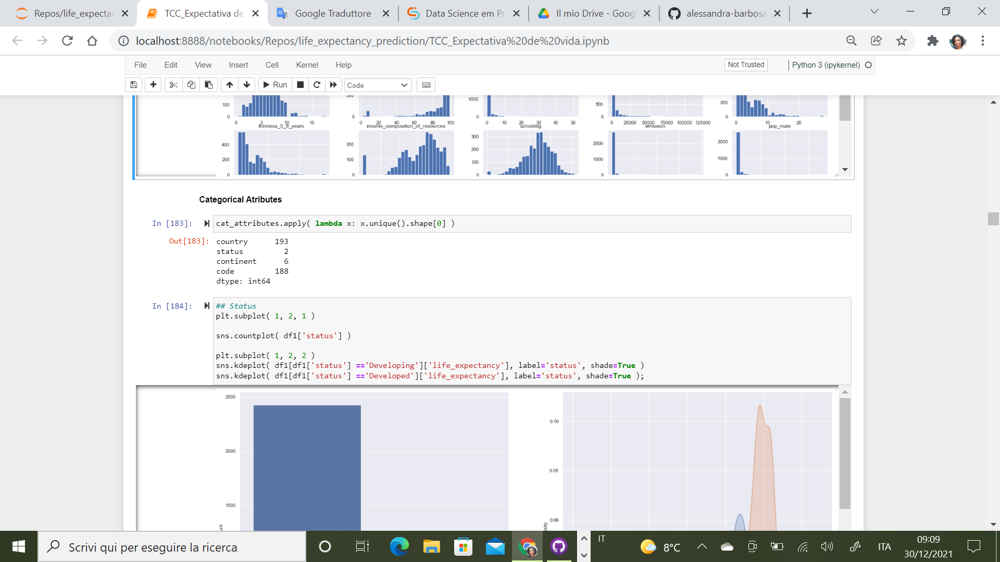 Repos/life_expectar
TCC_Expectativa de
Google Traduttore
Data Science em Pr
Il mio Drive - Googl
alessandra-barbosa
localhost:8888/notebooks/Repos/life_expectancy_prediction/TCC_Expectativa%20de%20vida.ipynb
File Edit View Insert Cell Kernel Help
Not Trusted
Python 3 (ipykernel)
Run
Code
100
0
0 5 10 15
0
0 20 40 60 80 100
1000
0
0 10 20 30 40 50
500
0
0 25000 50000 75000 100000 125000
200
0
0 10 20
thinness_5_9_years
income_composition_of_resources
schooling
emission
pop_male
400
200
0
200
100
0
300
200
100
0
2000
1000
0
2000
1000
0
Categorical Atributes
In [183]:
cat_attributes.apply( lambda x: x.unique().shape[0] )
Out[183]:
country 193
status 2
continent 6
code 188
dtype: int64
In [184]:
## Status
plt.subplot( 1, 2, 1 )
sns.countplot( df1['status'] )
plt.subplot( 1, 2, 2 )
sns.kdeplot( df1[df1['status'] =='Developing']['life_expectancy'], label='status', shade=True )
sns.kdeplot( df1[df1['status'] =='Developed']['life_expectancy'], label='status', shade=True );
2500
2000
1500
0.10
0.08
0.06
Scrivi qui per eseguire la ricerca
IT
8°C
ITA
09:09
30/12/2021